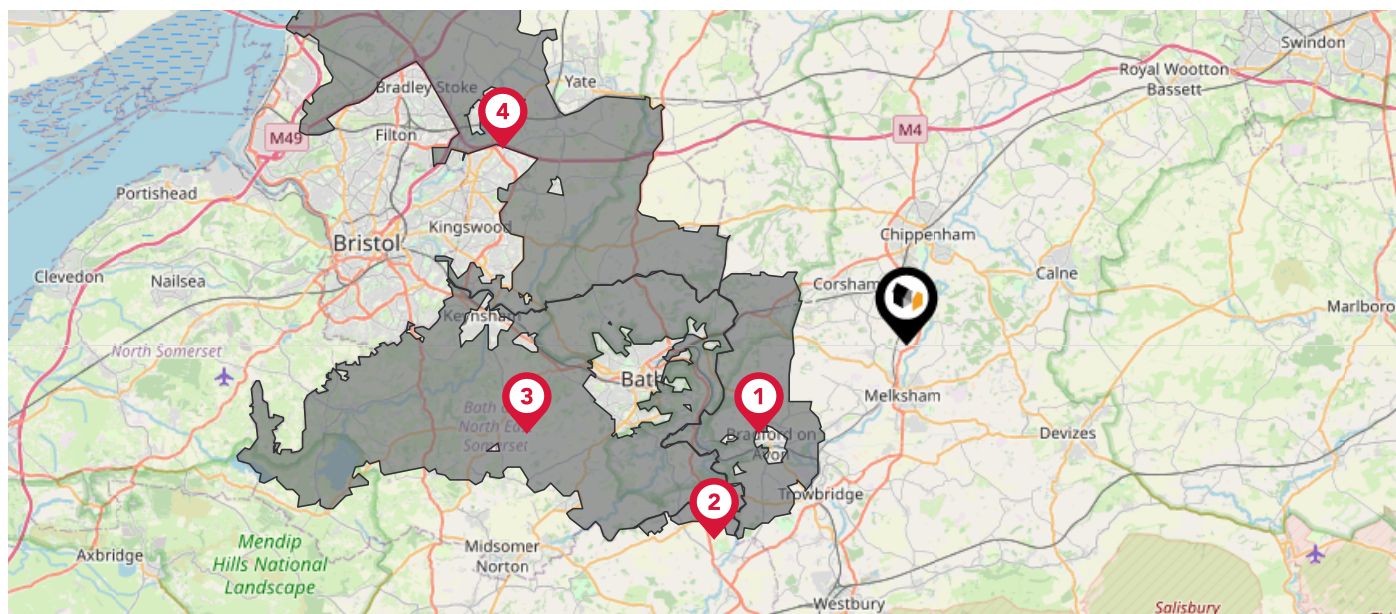 Swindon
Royal Wootton
Bassett
Yate
Bradley Stoke
4
M4
Filton
M49
Portishead
Kingswood
Bristol
Chippenham
Clevedon
Nailsea
Calne
Corsham
Marlboro
Keynsham
North Somerset
Bath
3
1
Melksham
Bath
North Ea
Somerset
Bradford on
Avon
Devizes
2
Trowbridge
Midsomer
Norton
Axbridge
Mendip
Hills National
Landscape
Westbury
Salisbury